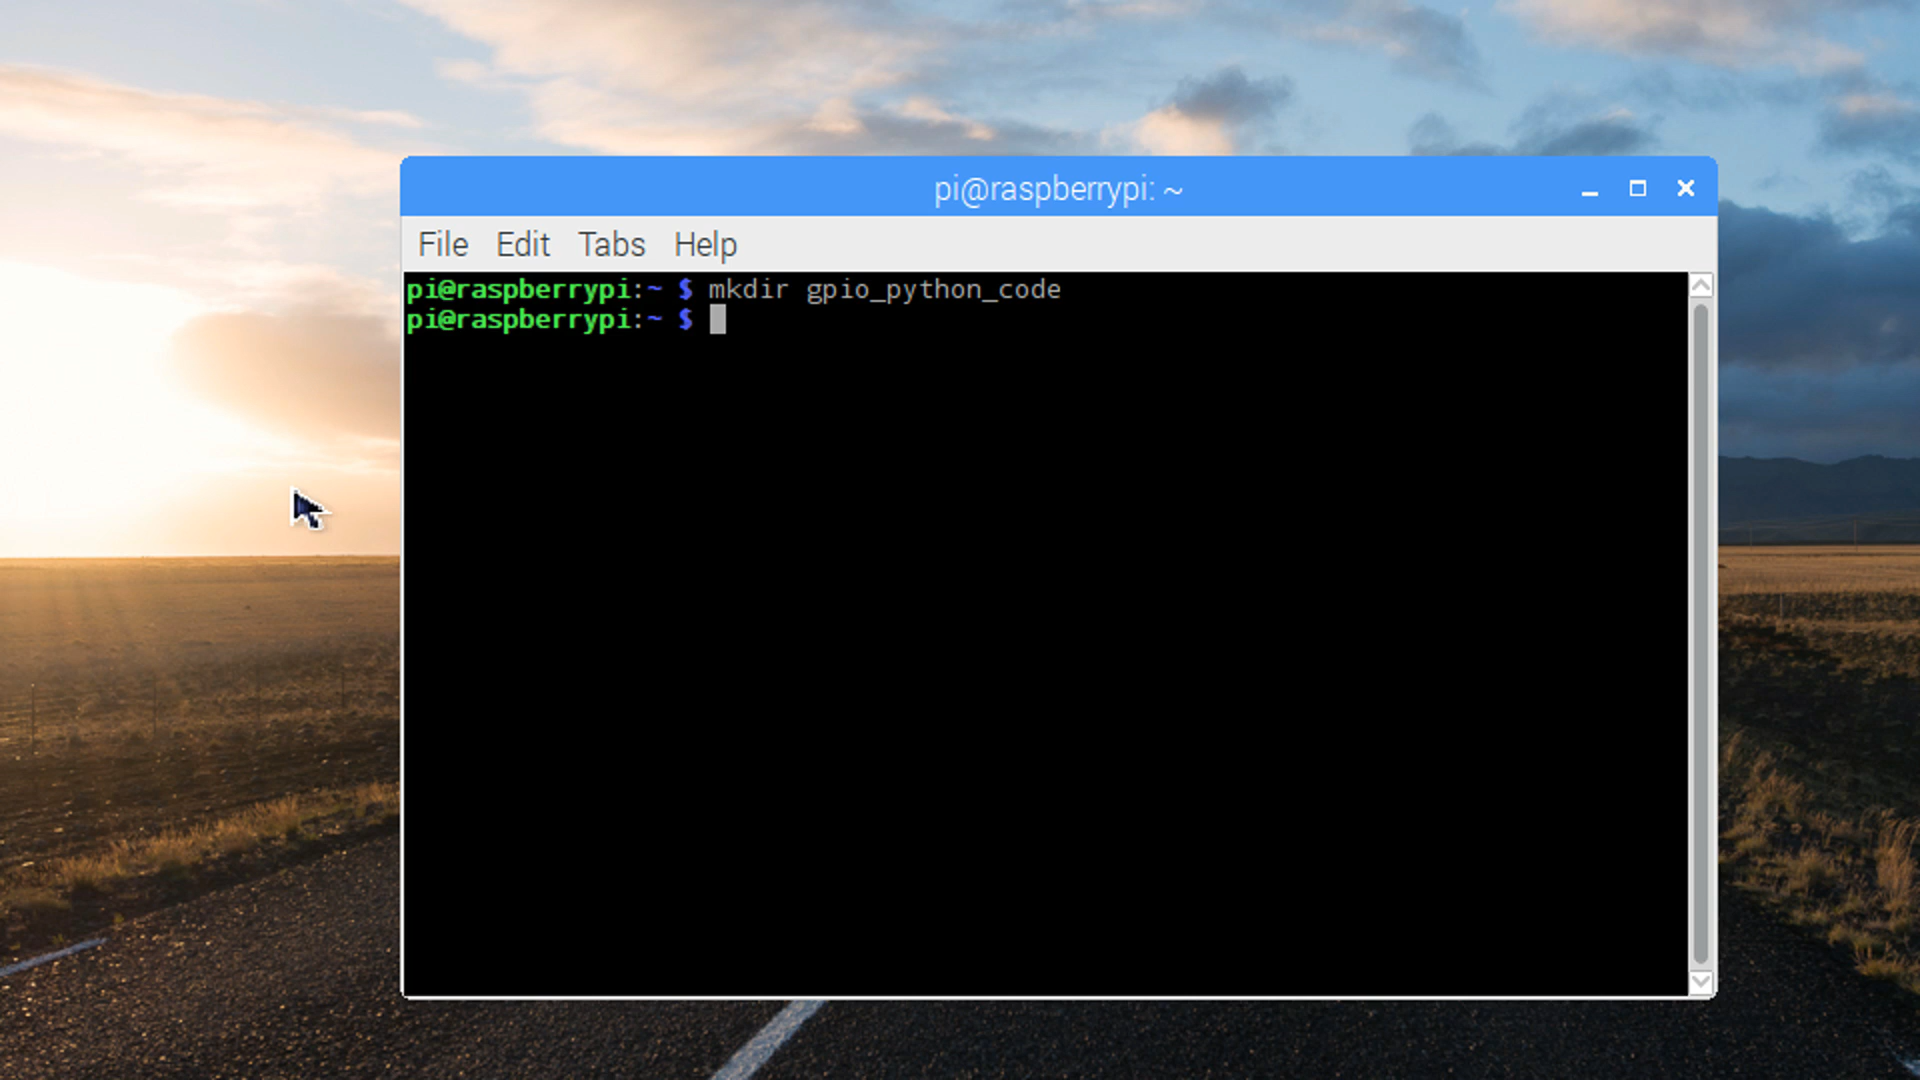 pi@raspberrypi: ~
File Edit Tabs Help
pi@raspberrypi:~ $ mkdir gpio_python_code
pi@raspberrypi:~ $